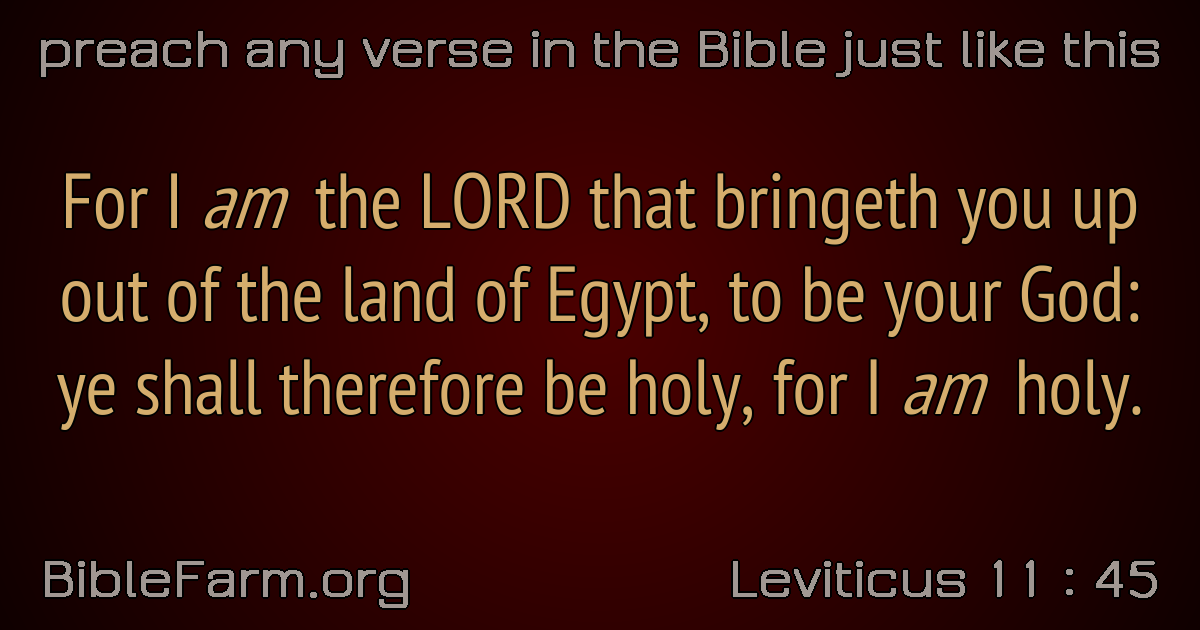 preach any verse in the Bible just like this
For I am the LORD that bringeth you up
out of the land of Egypt, to be your God:
ye shall therefore be holy, for I am holy.
BibleFarm.org
Leviticus 11 : 45